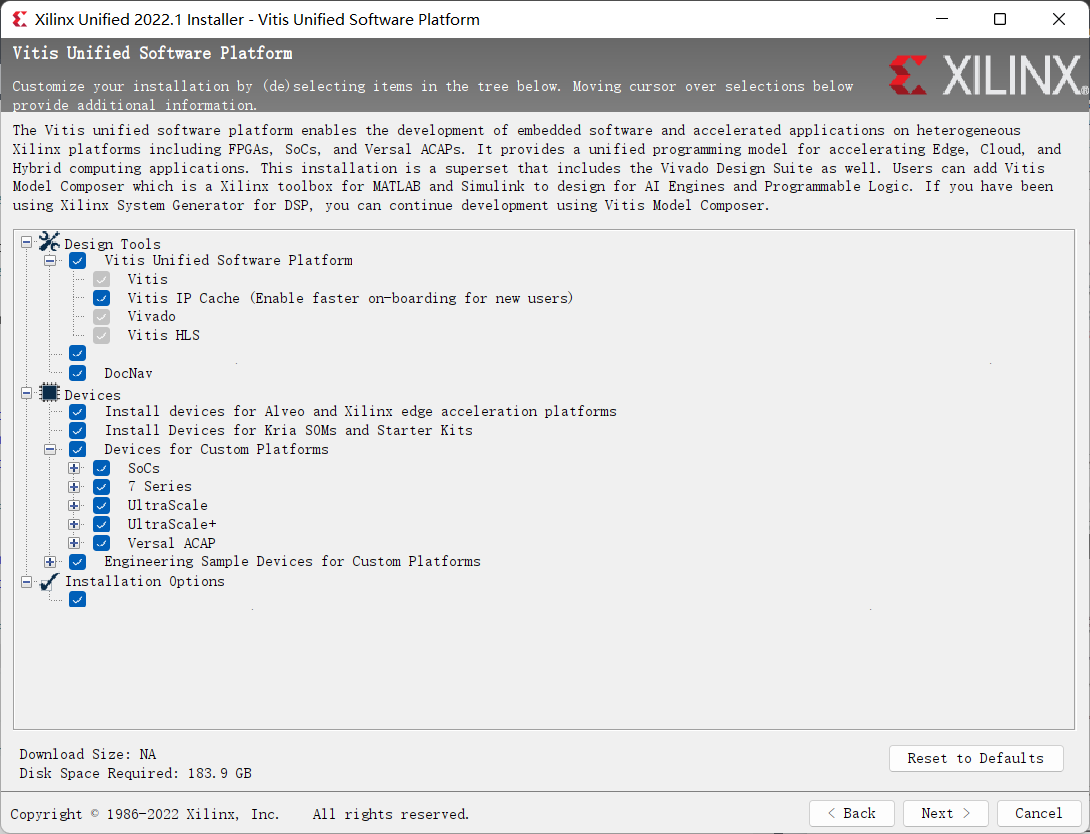 Xilinx Unified 2022.1 Installer - Vitis Unified Software Platform
Vitis Unified Software Platform
Customize your installation by (de)selecting items in the tree below. Moving cursor over selections below
provide additional information.
XILINX®
The Vitis unified software platform enables the development of embedded software and accelerated applications on heterogeneous
Xilinx platforms including FPGAs, SoCs, and Versal ACAPs. It provides a unified programming model for accelerating Edge, Cloud, and
Hybrid computing applications. This installation is a superset that includes the Vivado Design Suite as well. Users can add Vitis
Model Composer which is a Xilinx toolbox for MATLAB and Simulink to design for AI Engines and Programmable Logic. If you have been
using Xilinx System Generator for DSP, you can continue development using Vitis Model Composer.
Design Tools
Vitis Unified Software Platform
Vitis
Vitis IP Cache (Enable faster on-boarding for new users)
Vivado
Vitis HLS
DocNav
Devices
Install devices for Alveo and Xilinx edge acceleration platforms
Install Devices for Kria SOMs and Starter Kits
Devices for Custom Platforms
SoCs
7 Series
UltraScale
UltraScale+
Versal ACAP
Engineering Sample Devices for Custom Platforms
Installation Options
Download Size: NA
Disk Space Required: 183.9 GB
Reset to Defaults
Copyright © 1986-2022 Xilinx, Inc. All rights reserved.
< Back
Next >
Cancel